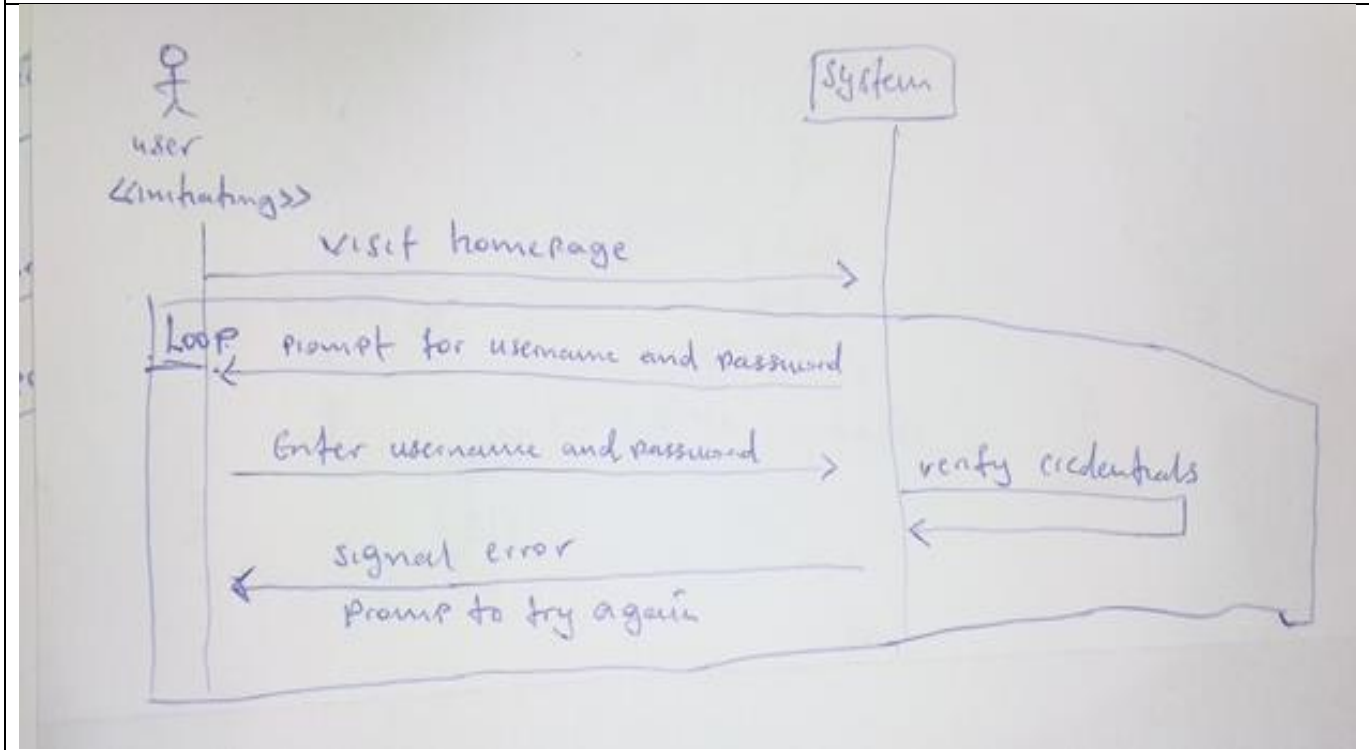 user
<<initiating>>
system
visit homepage
Loop
prompt for username and password
Enter username and password
verify credentials
signal error
promp to try again